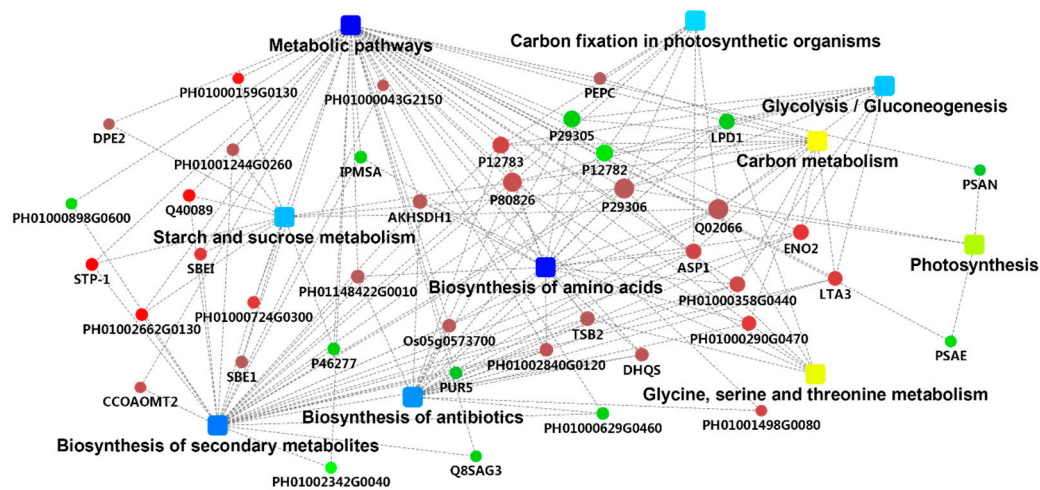 Metabolic pathways
Carbon fixation in photosynthetic organisms
PH01000159G0130
PH01000043G2150
PEPC
Glycolysis / Gluconeogenesis
DPE2
P29305
LPD1
PH01001244G0260
IPMSA
P12783
P12782
Carbon metabolism
PSAN
PH01000898G0600
Q40089
AKHSDH1
P80826
P29306
Q02066
Starch and sucrose metabolism
ENO2
STP-1
SBEI
PH01148422G0010
Biosynthesis of amino acids
ASP1
Photosynthesis
PH01002662G0130
PH01000724G0300
PH01000358G0440
LTA3
Os05g0573700
TSB2
PH01000290G0470
P46277
PH01002840G0120
DHQS
PSAE
SBE1
PUR5
CCOAOMT2
Glycine, serine and threonine metabolism
Biosynthesis of antibiotics
PH01000629G0460
PH01001498G0080
Biosynthesis of secondary metabolites
PH01002342G0040
Q8SAG3